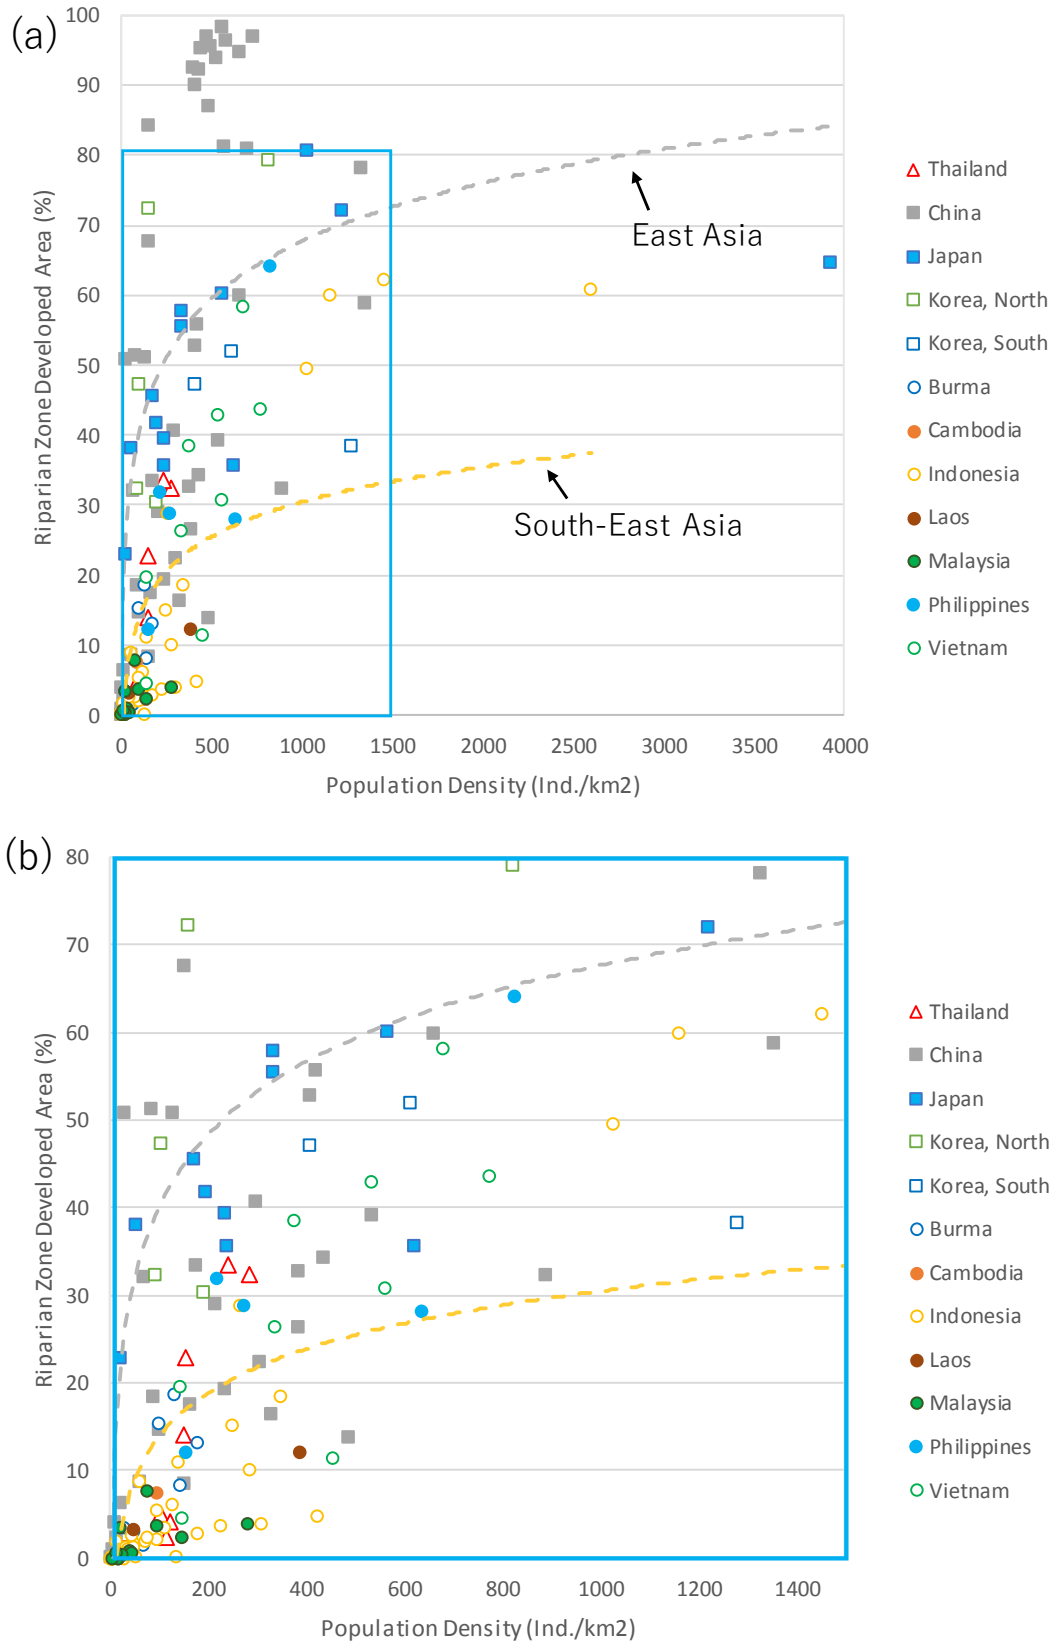 (a)
100
90
80
70
60
50
40
30
20
10
0
Riparian Zone Developed Area (%)
East Asia
South-East Asia
0 500 1000 1500 2000 2500 3000 3500 4000
Population Density (Ind./km2)
Thailand
China
Japan
Korea, North
Korea, South
Burma
Cambodia
Indonesia
Laos
Malaysia
Philippines
Vietnam
(b)
80
70
60
50
40
30
20
10
0
Riparian Zone Developed Area (%)
0 200 400 600 800 1000 1200 1400
Population Density (Ind./km2)
Thailand
China
Japan
Korea, North
Korea, South
Burma
Cambodia
Indonesia
Laos
Malaysia
Philippines
Vietnam